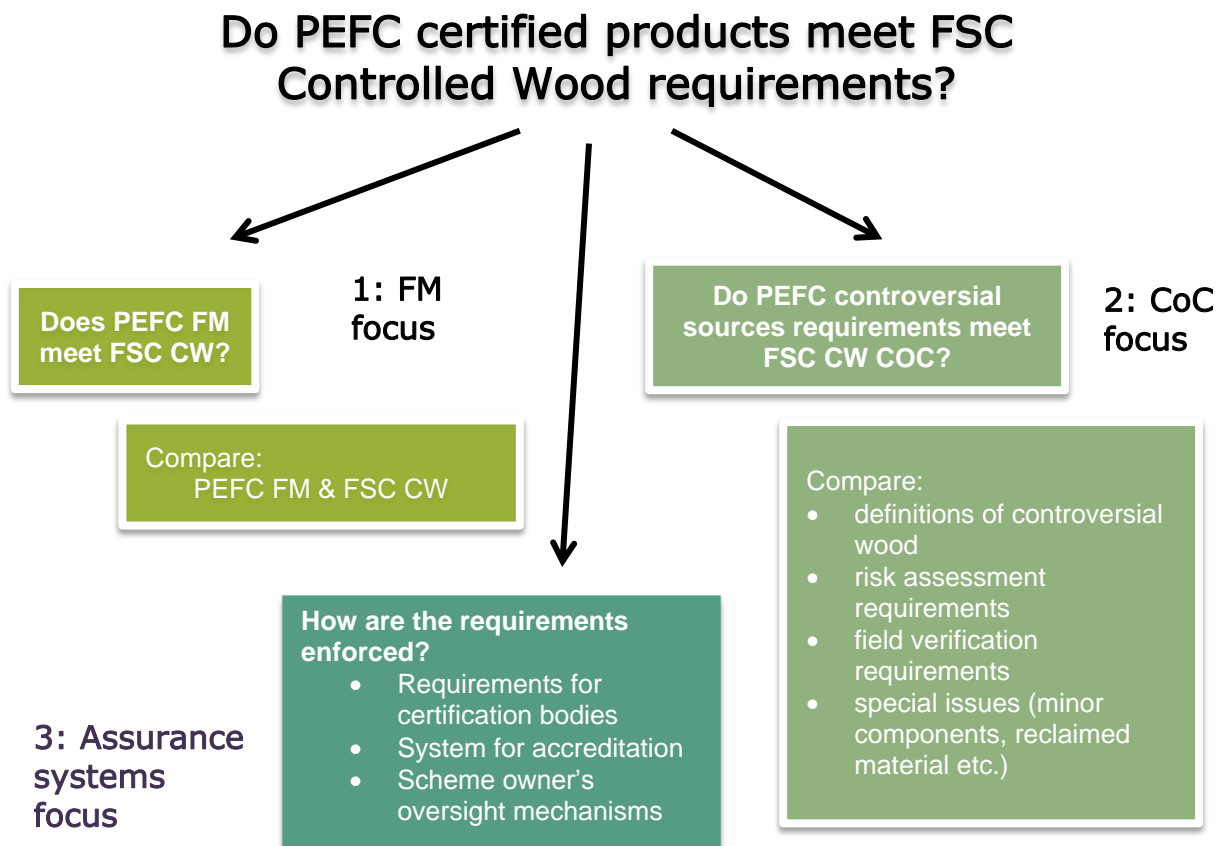 Do PEFC certified products meet FSC
Controlled Wood requirements?
1: FM
focus
Does PEFC FM
meet FSC CW?
Compare:
PEFC FM & FSC CW
Do PEFC controversial
sources requirements meet
FSC CW COC?
2: CoC
focus
Compare:
• definitions of controversial
wood
• risk assessment
requirements
• field verification
requirements
• special issues (minor
components, reclaimed
material etc.)
How are the requirements
enforced?
• Requirements for
certification bodies
• System for accreditation
• Scheme owner's
oversight mechanisms
3: Assurance
systems
focus